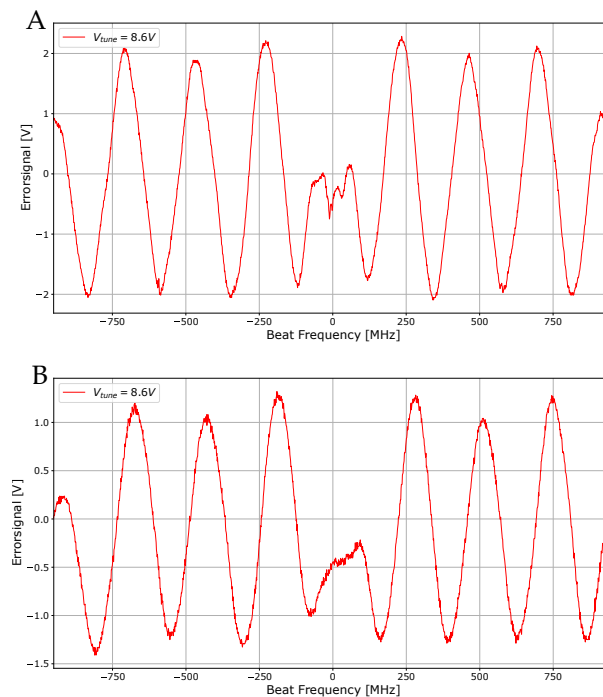 A
V_tune = 8.6V
2
1
0
−1
−2
Errorsignal [V]
−750 −500 −250 0 250 500 750
Beat Frequency [MHz]
B
V_tune = 8.6V
1.0
0.5
0.0
−0.5
−1.0
−1.5
Errorsignal [V]
−750 −500 −250 0 250 500 750
Beat Frequency [MHz]